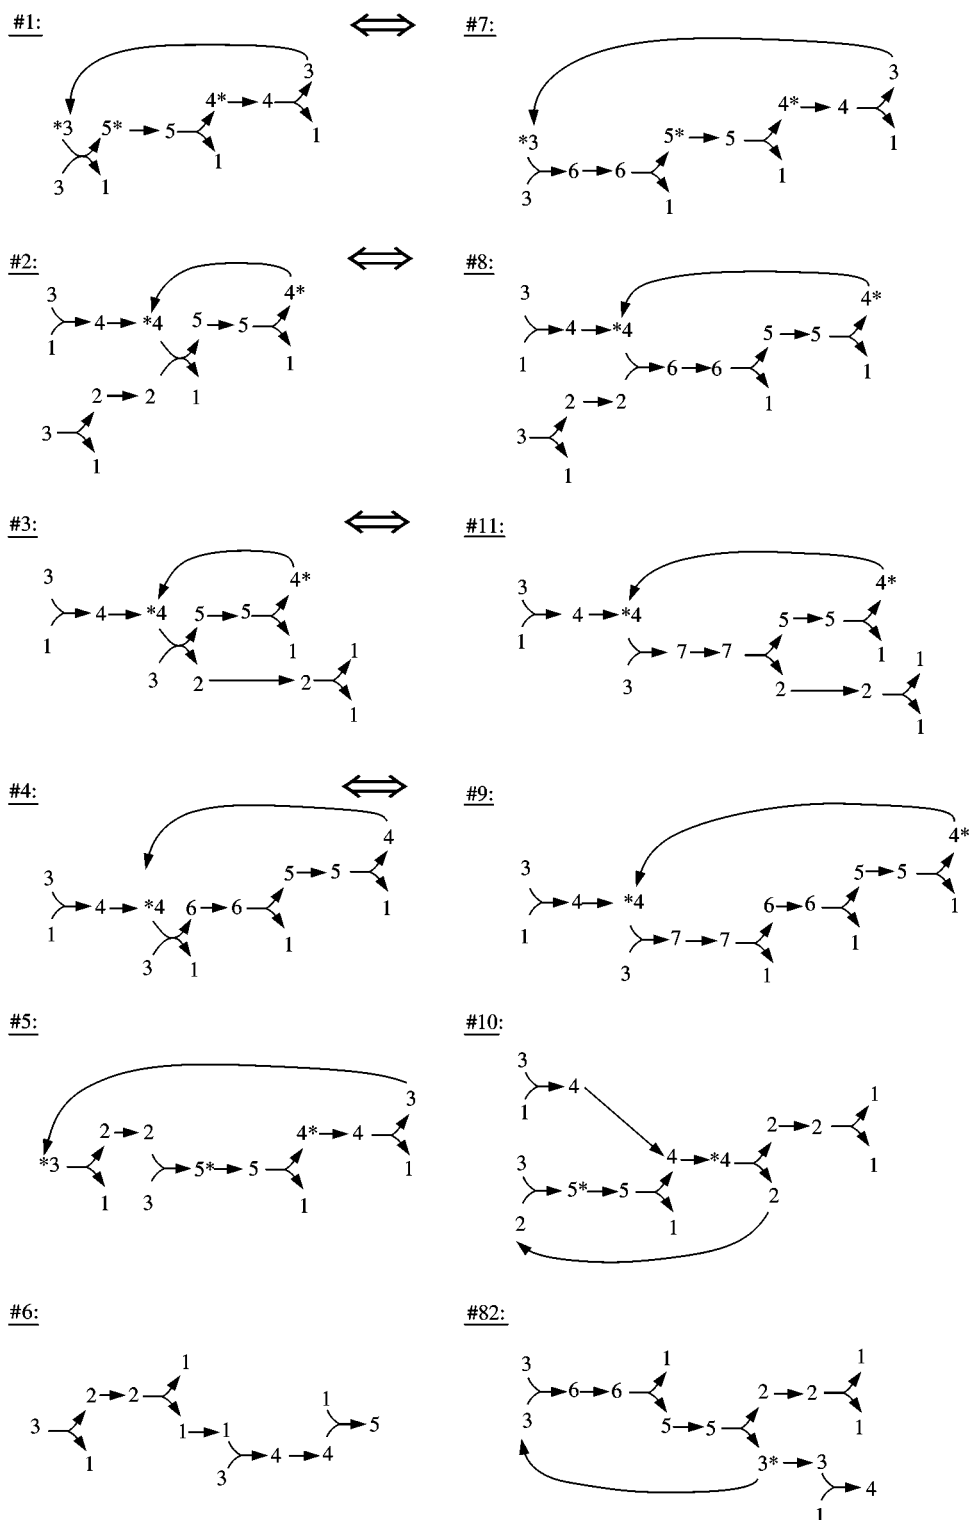 #1: #7:
3 3
4* 4 4* 4
*3 5* 5 1 *3 5* 5 1
1 6 6 1
3 1 3 1
#2: #8:
3 4* 3 4*
4 *4 5 5 4 *4 5 5
1 1 1 6 6 1
2 2 1 2 2 1
3 3
1 1
#3: #11:
3 4* 3 4*
4 *4 5 5 4 *4 5 5
1 1 1 1 7 7 1 1
3 2 2 3 2 2
1 1
#4: #9:
4 4*
3 5 5 3 5 5
4 *4 6 6 1 4 *4 6 6 1
1 1 1 7 7 1
3 1 3 1
#5: #10:
3 3 4 1
2 2 4* 4 1 2 2
*3 5* 5 1 3 4 *4 1
1 3 1 5* 5 2
2 1
#6: #82:
1 3 1 1
2 2 1 6 6 2 2
3 1 1 5 3 5 5 1
1 4 4 3* 3
3 4
1